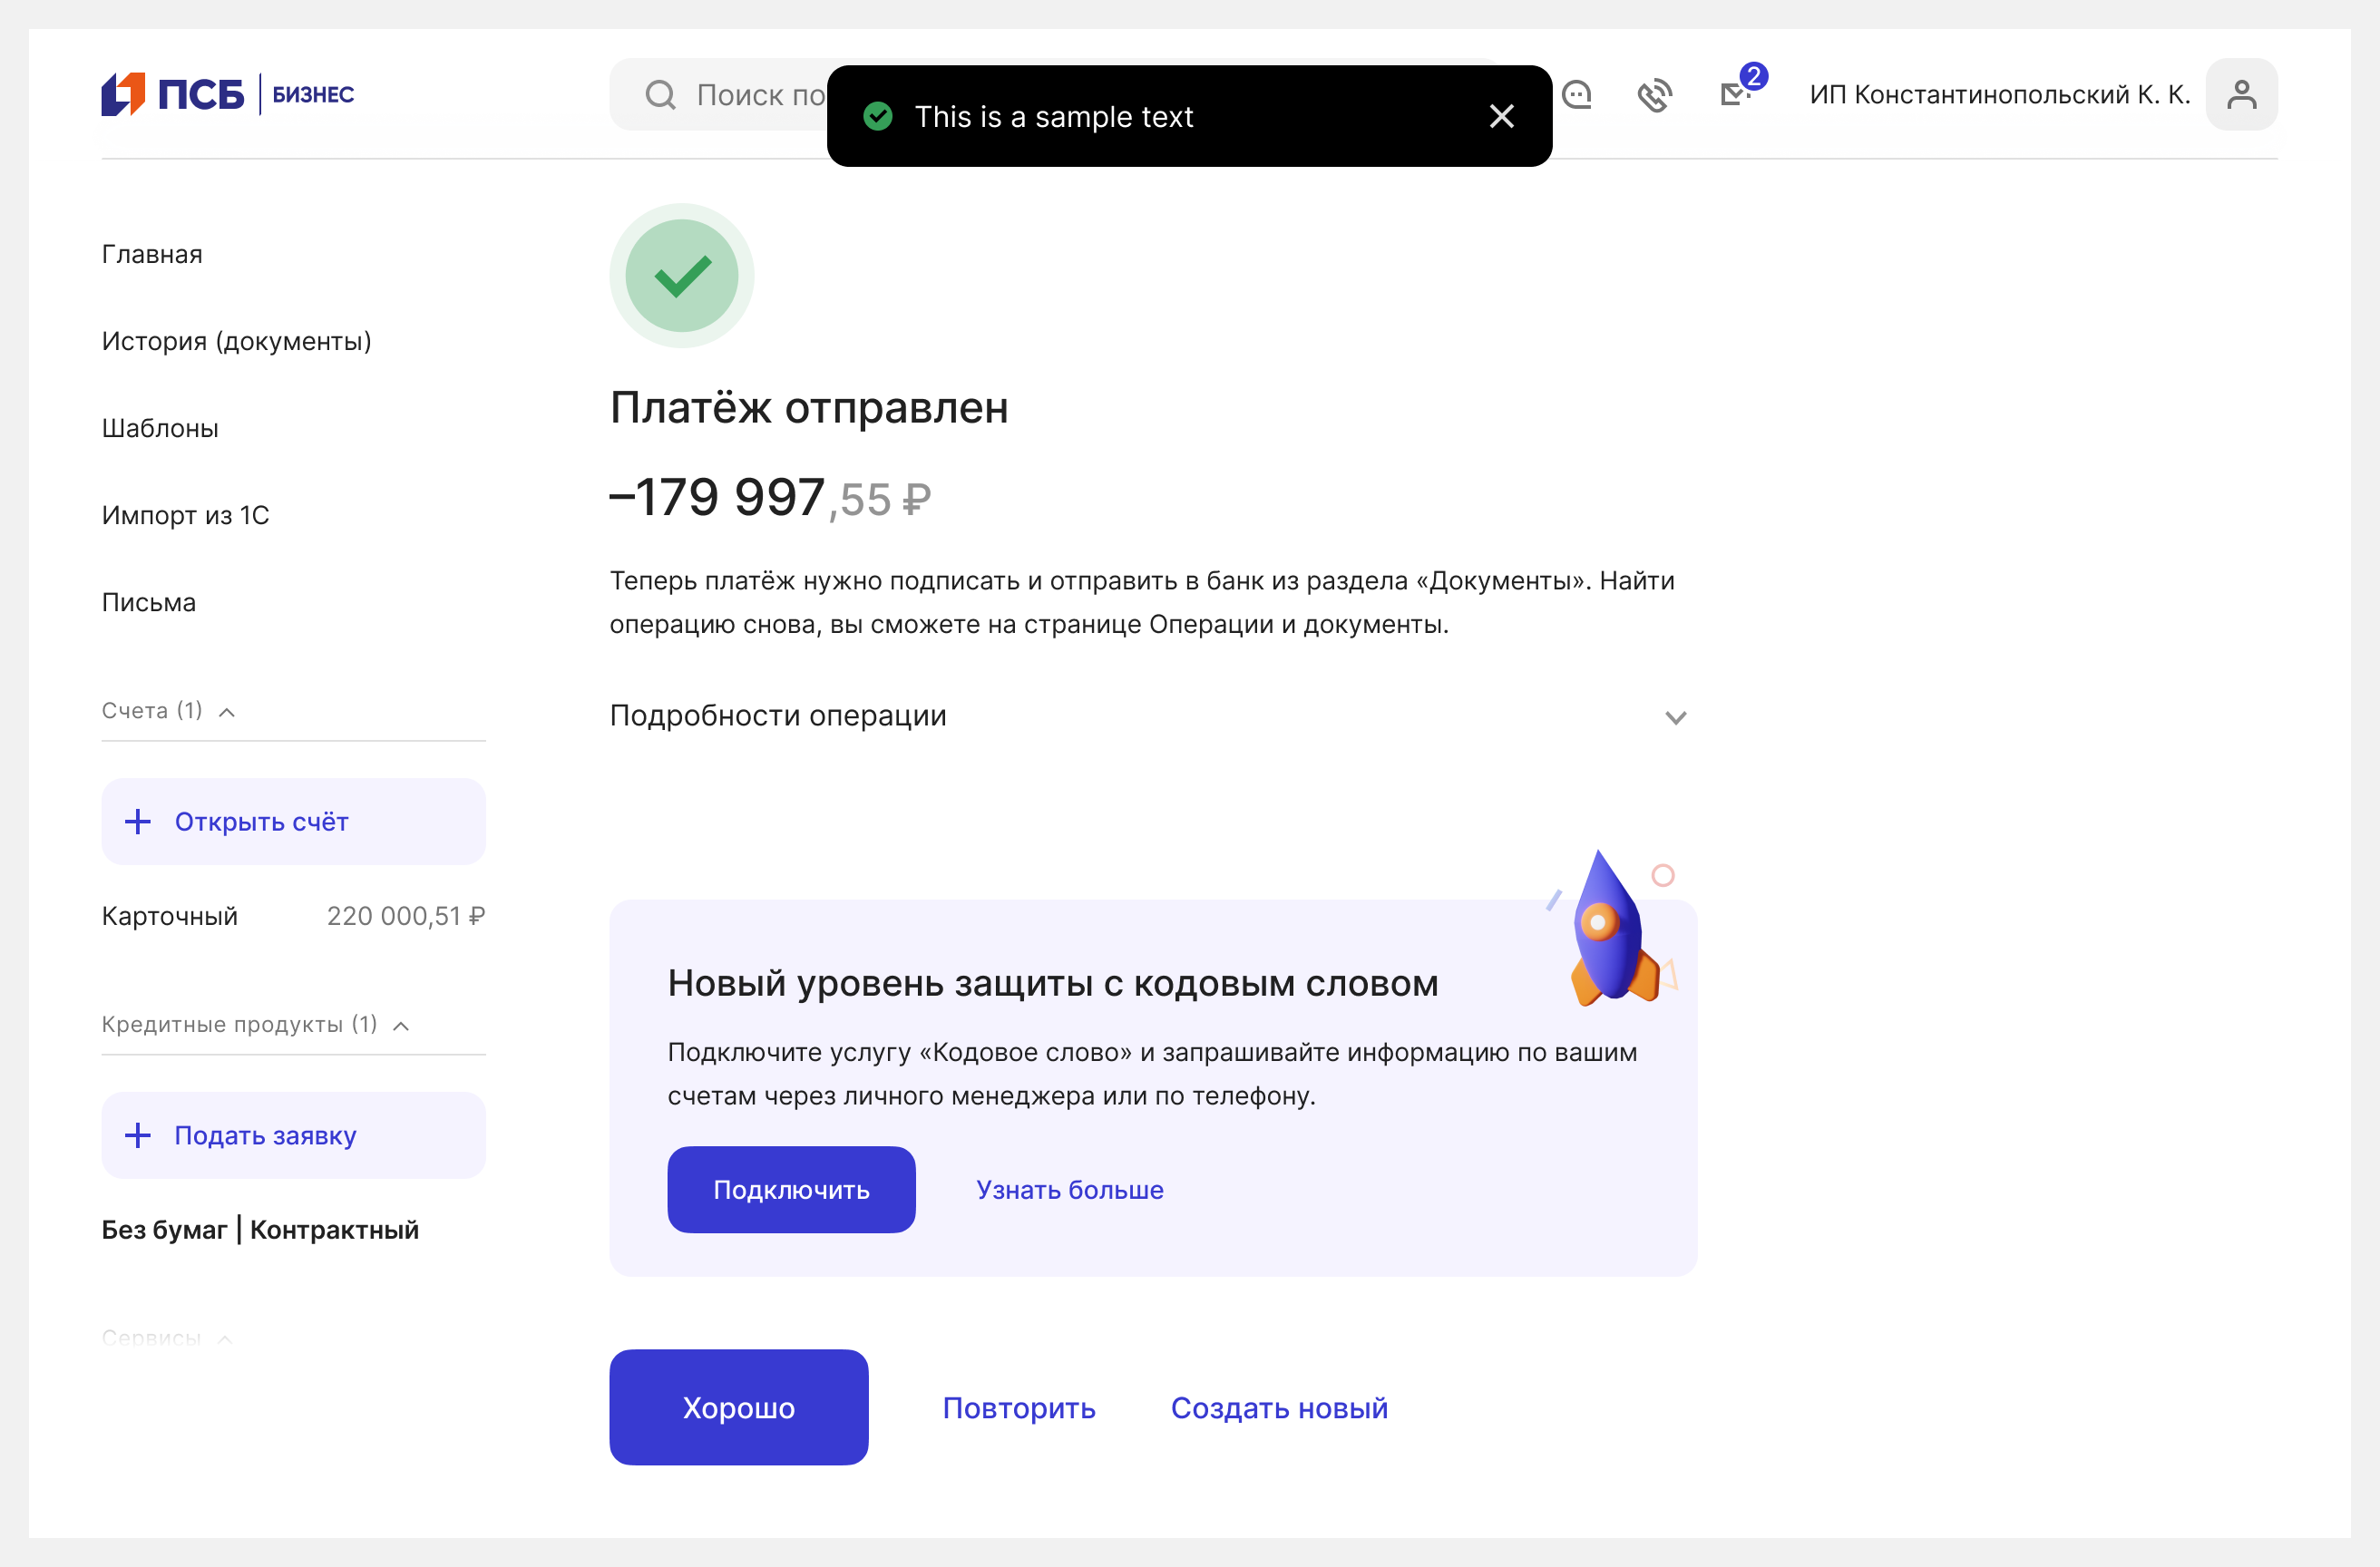 ПСБ БИЗНЕС
Поиск по
This is a sample text
2
ИП Константинопольский К. К.
Главная
История (документы)
Шаблоны
Импорт из 1С
Письма
Счета (1)
Открыть счёт
Карточный 220 000,51 ₽
Кредитные продукты (1)
Подать заявку
Без бумаг | Контрактный
Сервисы
Платёж отправлен
–179 997,55 ₽
Теперь платёж нужно подписать и отправить в банк из раздела «Документы». Найти
операцию снова, вы сможете на странице Операции и документы.
Подробности операции
Новый уровень защиты с кодовым словом
Подключите услугу «Кодовое слово» и запрашивайте информацию по вашим
счетам через личного менеджера или по телефону.
Подключить Узнать больше
Хорошо Повторить Создать новый